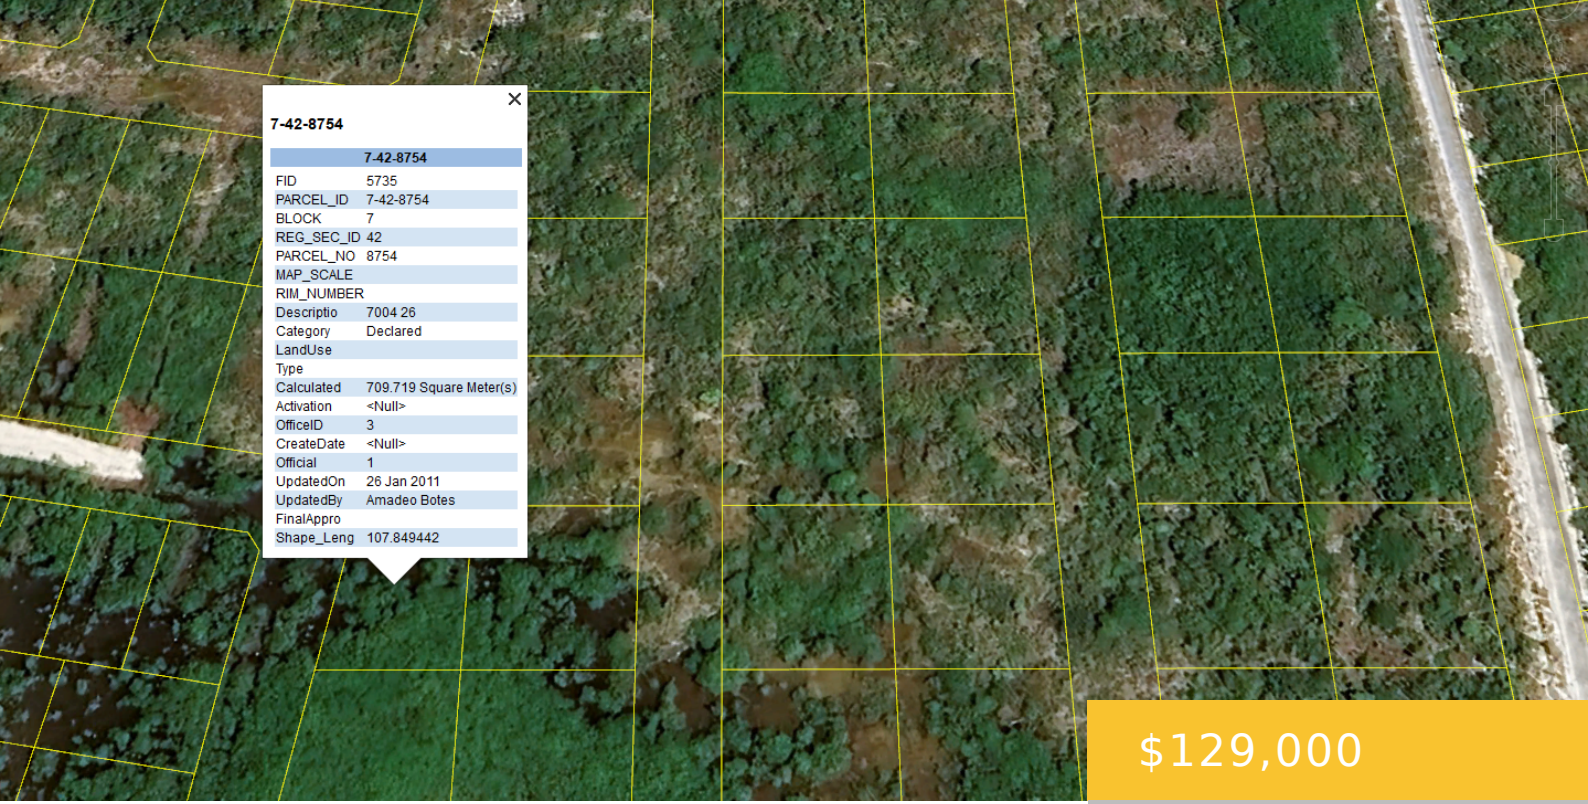 7-42-8754
7-42-8754
FID 5735
PARCEL_ID 7-42-8754
BLOCK 7
REG_SEC_ID 42
PARCEL_NO 8754
MAP_SCALE
RIM_NUMBER
Descriptio 7004 26
Category Declared
LandUse
Type
Calculated 709.719 Square Meter(s)
Activation <Null>
OfficeID 3
CreateDate <Null>
Official 1
UpdatedOn 26 Jan 2011
UpdatedBy Amadeo Botes
FinalAppro
Shape_Leng 107.849442
$129,000